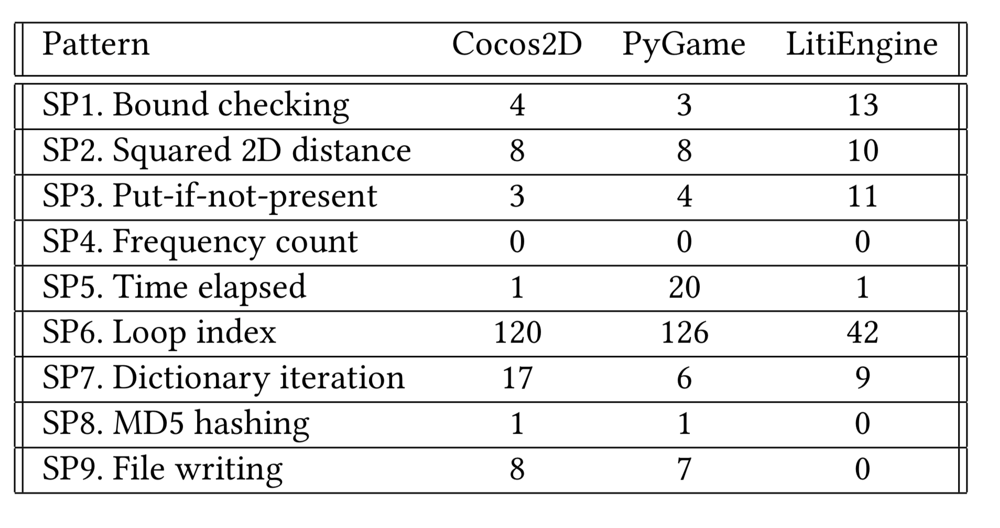 Pattern Cocos2D PyGame LitiEngine
SP1. Bound checking 4 3 13
SP2. Squared 2D distance 8 8 10
SP3. Put-if-not-present 3 4 11
SP4. Frequency count 0 0 0
SP5. Time elapsed 1 20 1
SP6. Loop index 120 126 42
SP7. Dictionary iteration 17 6 9
SP8. MD5 hashing 1 1 0
SP9. File writing 8 7 0